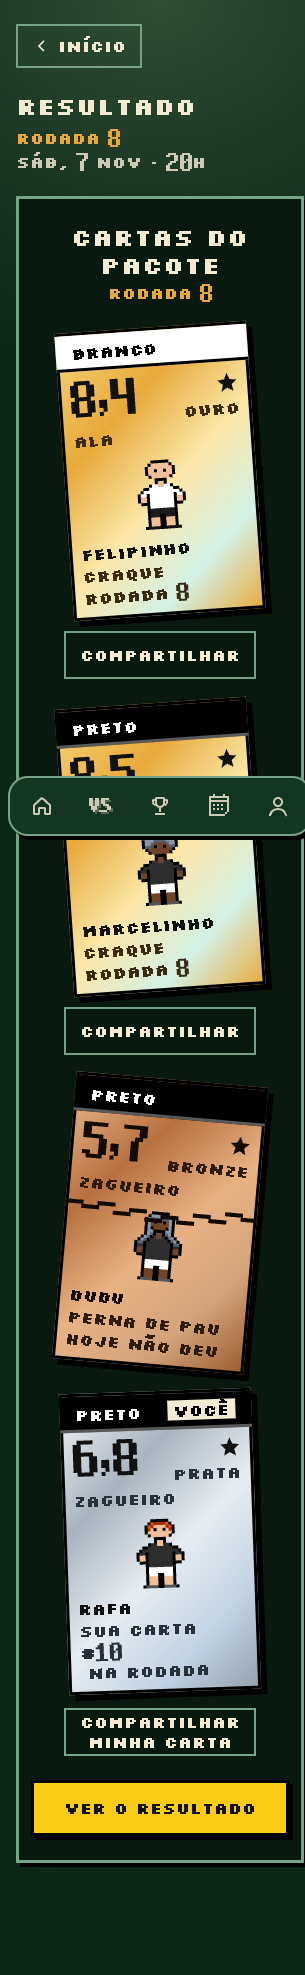 INÍCIO
RESULTADO
RODADA 8
SÁB, 7 NOV · 20H
CARTAS DO
PACOTE
RODADA 8
BRANCO
8,4
OURO
ALA
FELIPINHO
CRAQUE
RODADA 8
COMPARTILHAR
PRETO
VS
MARCELINHO
CRAQUE
RODADA 8
COMPARTILHAR
PRETO
5,7
BRONZE
ZAGUEIRO
DUDU
PERNA DE PAU
HOJE NÃO DEU
PRETO
VOCÊ
6,8
PRATA
ZAGUEIRO
RAFA
SUA CARTA
#10
NA RODADA
COMPARTILHAR
MINHA CARTA
VER O RESULTADO